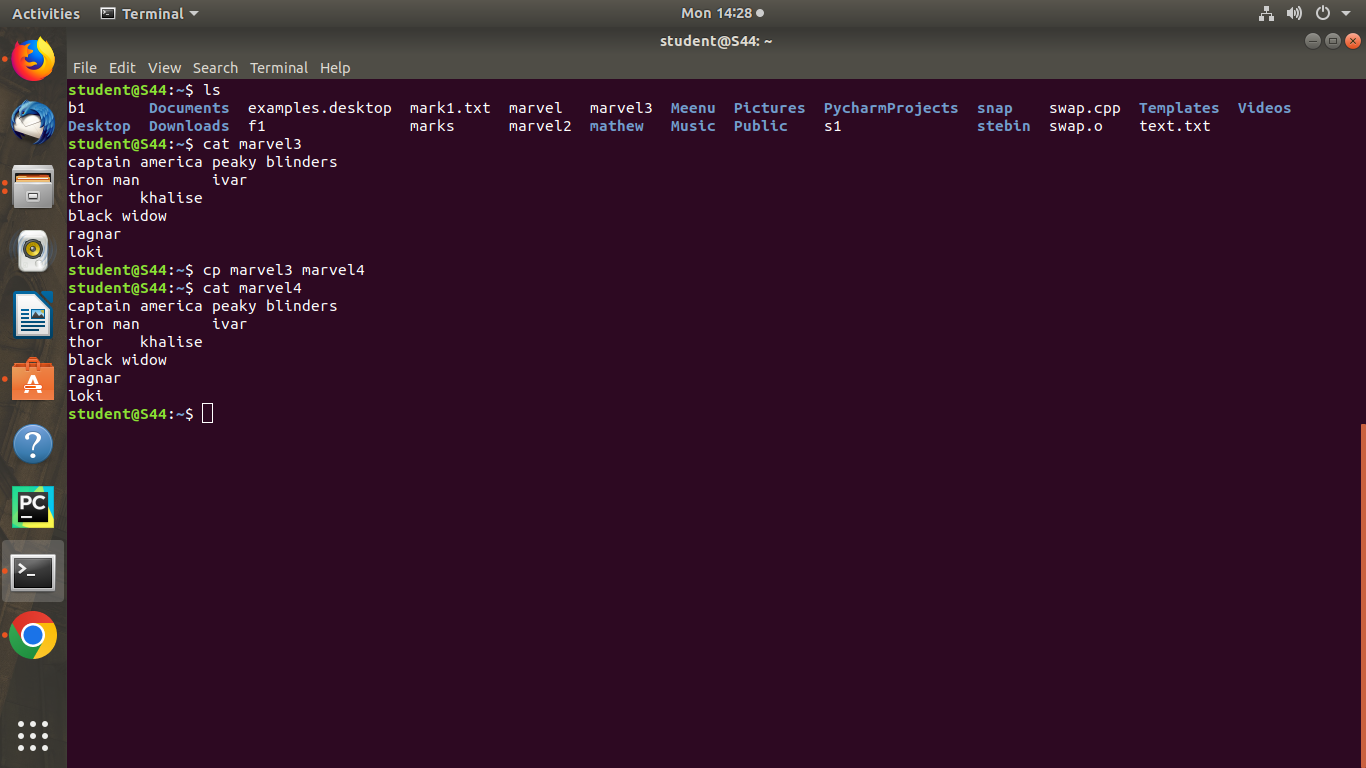 Activities Terminal Mon 14:28
student@S44: ~
File Edit View Search Terminal Help
student@S44:~$ ls
b1 Documents examples.desktop mark1.txt marvel marvel3 Meenu Pictures PycharmProjects snap swap.cpp Templates Videos
Desktop Downloads f1 marks marvel2 mathew Music Public s1 stebin swap.o text.txt
student@S44:~$ cat marvel3
captain america peaky blinders
iron man ivar
thor khalise
black widow
ragnar
loki
student@S44:~$ cp marvel3 marvel4
student@S44:~$ cat marvel4
captain america peaky blinders
iron man ivar
thor khalise
black widow
ragnar
loki
student@S44:~$
PC